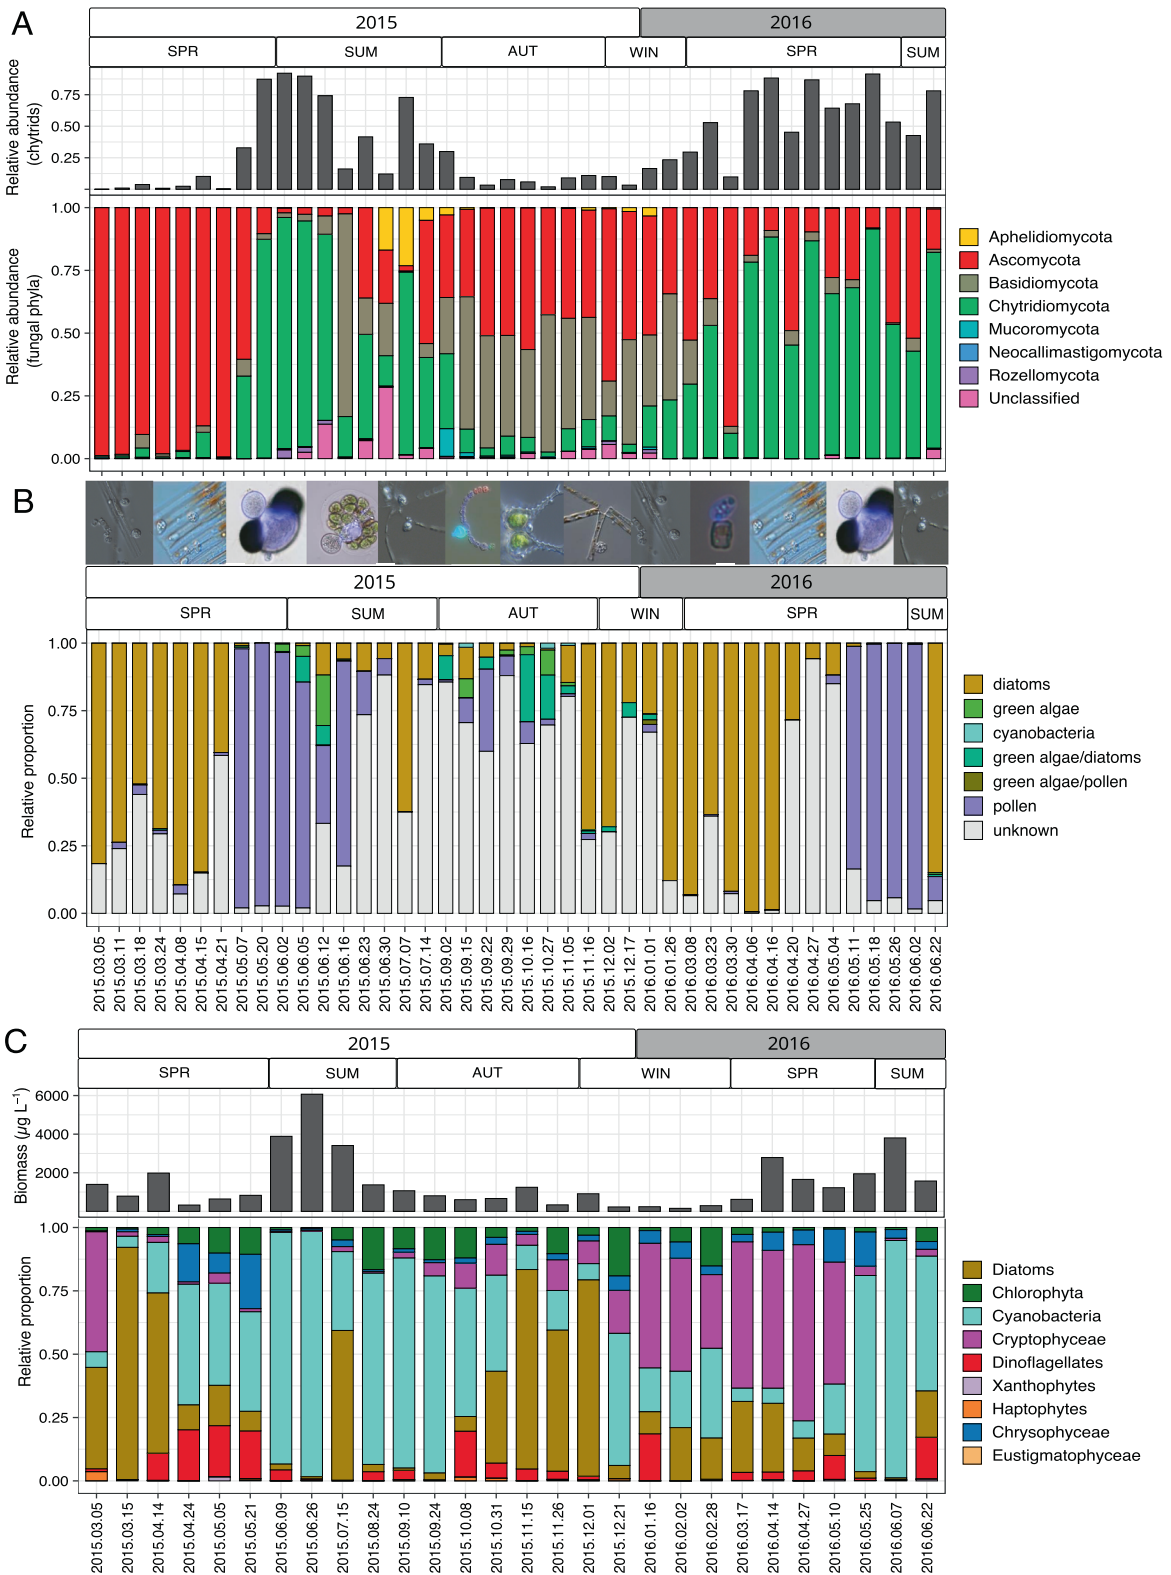 A
2015 2016
SPR SUM AUT WIN SPR SUM
Relative abundance
(chytrids)
0.75
0.50
0.25
Relative abundance
(fungal phyla)
1.00
0.75
0.50
0.25
0.00
Aphelidiomycota
Ascomycota
Basidiomycota
Chytridiomycota
Mucoromycota
Neocallimastigomycota
Rozellomycota
Unclassified
B
2015 2016
SPR SUM AUT WIN SPR SUM
Relative proportion
1.00
0.75
0.50
0.25
0.00
diatoms
green algae
cyanobacteria
green algae/diatoms
green algae/pollen
pollen
unknown
2015.03.05
2015.03.11
2015.03.18
2015.03.24
2015.04.08
2015.04.15
2015.04.21
2015.05.07
2015.05.20
2015.06.02
2015.06.05
2015.06.12
2015.06.16
2015.06.23
2015.06.30
2015.07.07
2015.07.14
2015.09.02
2015.09.15
2015.09.22
2015.09.29
2015.10.16
2015.10.27
2015.11.05
2015.11.16
2015.12.02
2015.12.17
2016.01.01
2016.01.26
2016.03.08
2016.03.23
2016.03.30
2016.04.06
2016.04.16
2016.04.20
2016.04.27
2016.05.04
2016.05.11
2016.05.18
2016.05.26
2016.06.02
2016.06.22
C
2015 2016
SPR SUM AUT WIN SPR SUM
Biomass (µg L⁻¹)
6000
4000
2000
Relative proportion
1.00
0.75
0.50
0.25
0.00
Diatoms
Chlorophyta
Cyanobacteria
Cryptophyceae
Dinoflagellates
Xanthophytes
Haptophytes
Chrysophyceae
Eustigmatophyceae
2015.03.05
2015.03.15
2015.04.14
2015.04.24
2015.05.05
2015.05.21
2015.06.09
2015.06.26
2015.07.15
2015.08.24
2015.09.10
2015.09.24
2015.10.08
2015.10.31
2015.11.15
2015.11.26
2015.12.01
2015.12.21
2016.01.16
2016.02.02
2016.02.28
2016.03.17
2016.04.14
2016.04.27
2016.05.10
2016.05.25
2016.06.07
2016.06.22